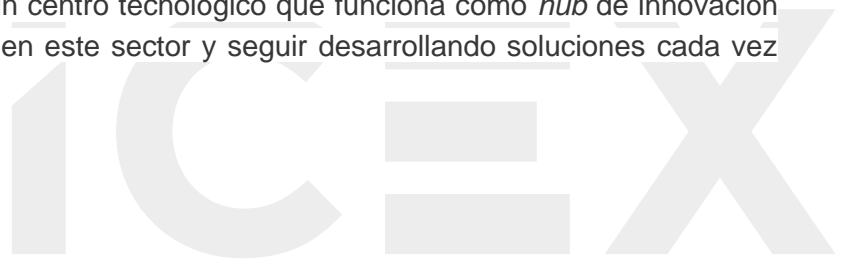 n centro tecnológico que funciona como hub de innovación
en este sector y seguir desarrollando soluciones cada vez
ICEX